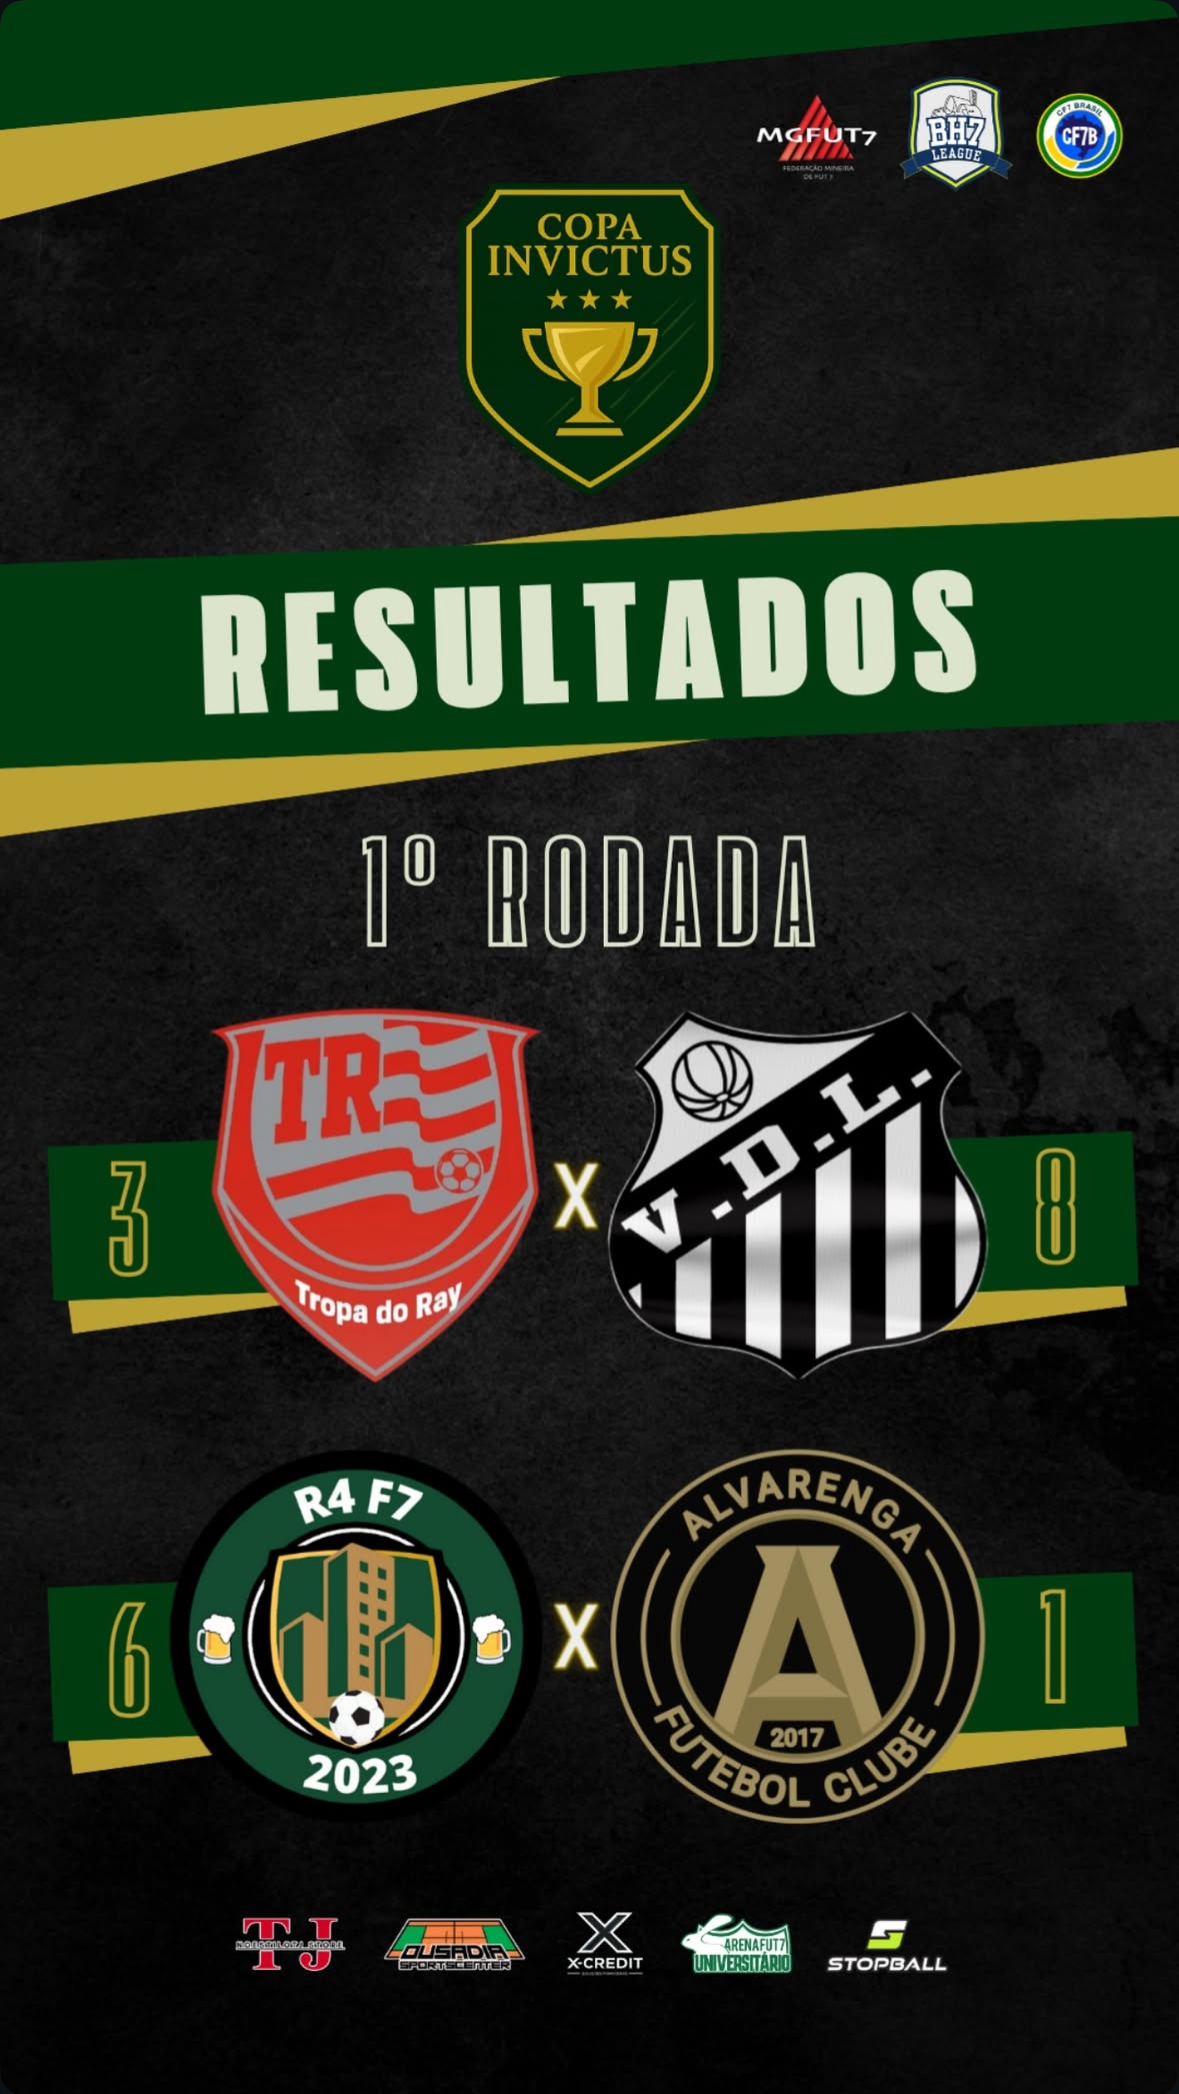 MGFUT7
FEDERAÇÃO MINEIRA
DE FUT 7
BH7
LEAGUE
CF7 BRASIL
CF7B
COPA
INVICTUS
RESULTADOS
1º RODADA
TR
Tropa do Ray
3
X
V.D.L.
8
R4 F7
2023
6
X
ALVARENGA
A
2017
FUTEBOL CLUBE
1
TJ
OUSADIA
SPORTSCENTER
X-CREDIT
ARENAFUT7
UNIVERSITÁRIO
STOPBALL